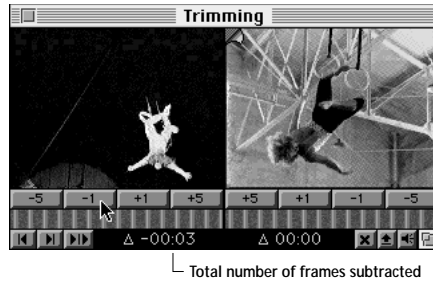 Trimming
-5 -1 +1 +5 +5 +1 -1 -5
Δ -00:03 Δ 00:00
Total number of frames subtracted